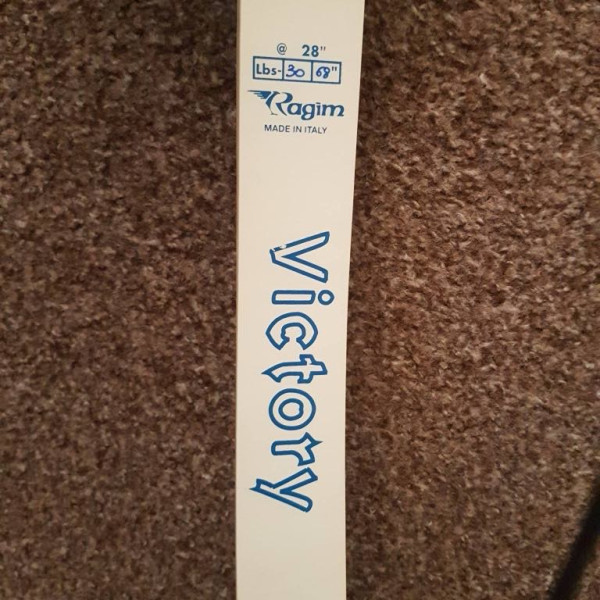 @ 28"
Lbs- 30 68"
Ragim
MADE IN ITALY
Victory